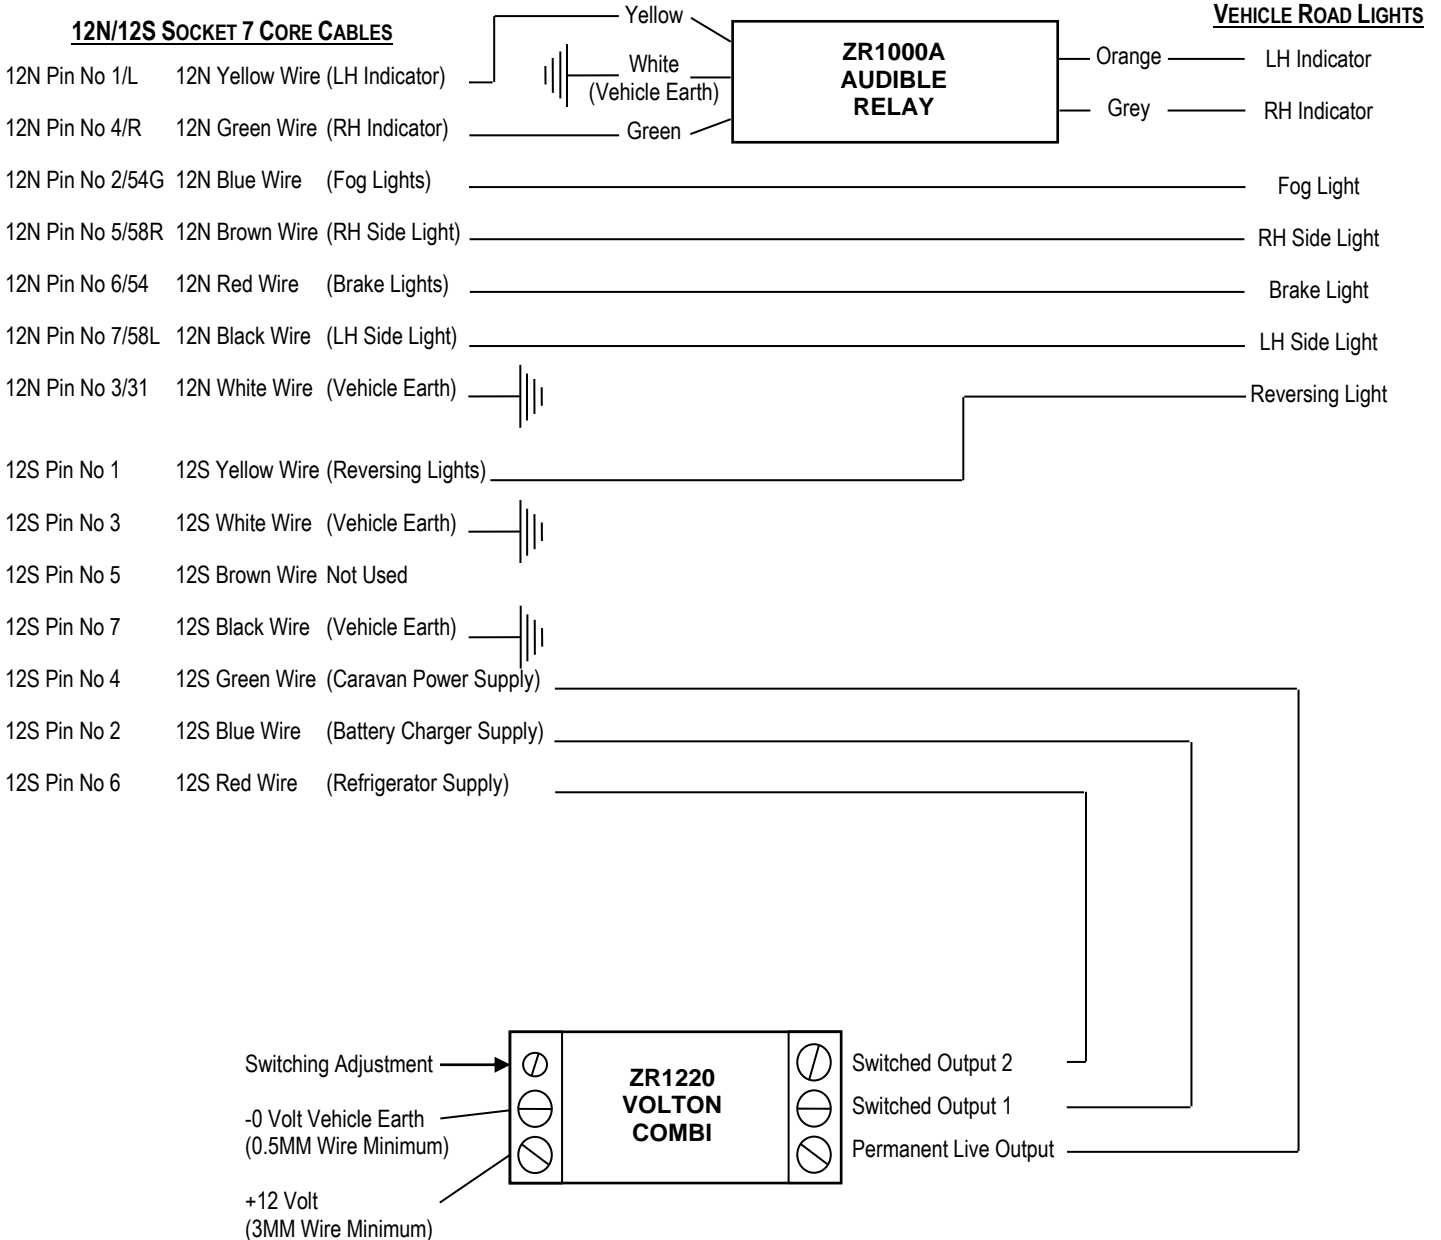 12N/12S SOCKET 7 CORE CABLES
VEHICLE ROAD LIGHTS
Yellow
White
(Vehicle Earth)
Green
ZR1000A
AUDIBLE
RELAY
Orange
LH Indicator
Grey
RH Indicator
12N Pin No 1/L 12N Yellow Wire (LH Indicator)
12N Pin No 4/R 12N Green Wire (RH Indicator)
12N Pin No 2/54G 12N Blue Wire (Fog Lights)
Fog Light
12N Pin No 5/58R 12N Brown Wire (RH Side Light)
RH Side Light
12N Pin No 6/54 12N Red Wire (Brake Lights)
Brake Light
12N Pin No 7/58L 12N Black Wire (LH Side Light)
LH Side Light
12N Pin No 3/31 12N White Wire (Vehicle Earth)
Reversing Light
12S Pin No 1 12S Yellow Wire (Reversing Lights)
12S Pin No 3 12S White Wire (Vehicle Earth)
12S Pin No 5 12S Brown Wire Not Used
12S Pin No 7 12S Black Wire (Vehicle Earth)
12S Pin No 4 12S Green Wire (Caravan Power Supply)
12S Pin No 2 12S Blue Wire (Battery Charger Supply)
12S Pin No 6 12S Red Wire (Refrigerator Supply)
Switching Adjustment
-0 Volt Vehicle Earth
(0.5MM Wire Minimum)
+12 Volt
(3MM Wire Minimum)
ZR1220
VOLTON
COMBI
Switched Output 2
Switched Output 1
Permanent Live Output